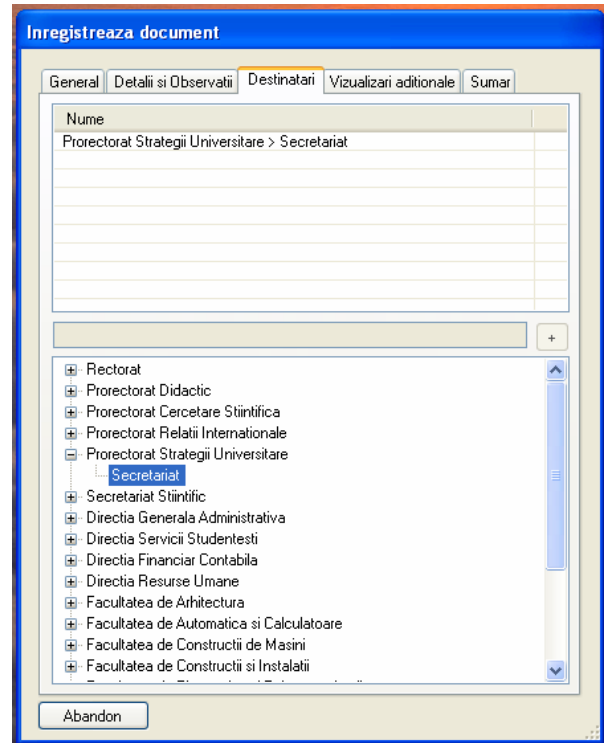 Inregistreaza document
General Detalii si Observatii Destinatari Vizualizari aditionale Sumar
Nume
Prorectorat Strategii Universitare > Secretariat
+
Rectorat
Prorectorat Didactic
Prorectorat Cercetare Stiintifica
Prorectorat Relatii Internationale
Prorectorat Strategii Universitare
Secretariat
Secretariat Stiintific
Directia Generala Administrativa
Directia Servicii Studentesti
Directia Financiar Contabila
Directia Resurse Umane
Facultatea de Arhitectura
Facultatea de Automatica si Calculatoare
Facultatea de Constructii de Masini
Facultatea de Constructii si Instalatii
Abandon